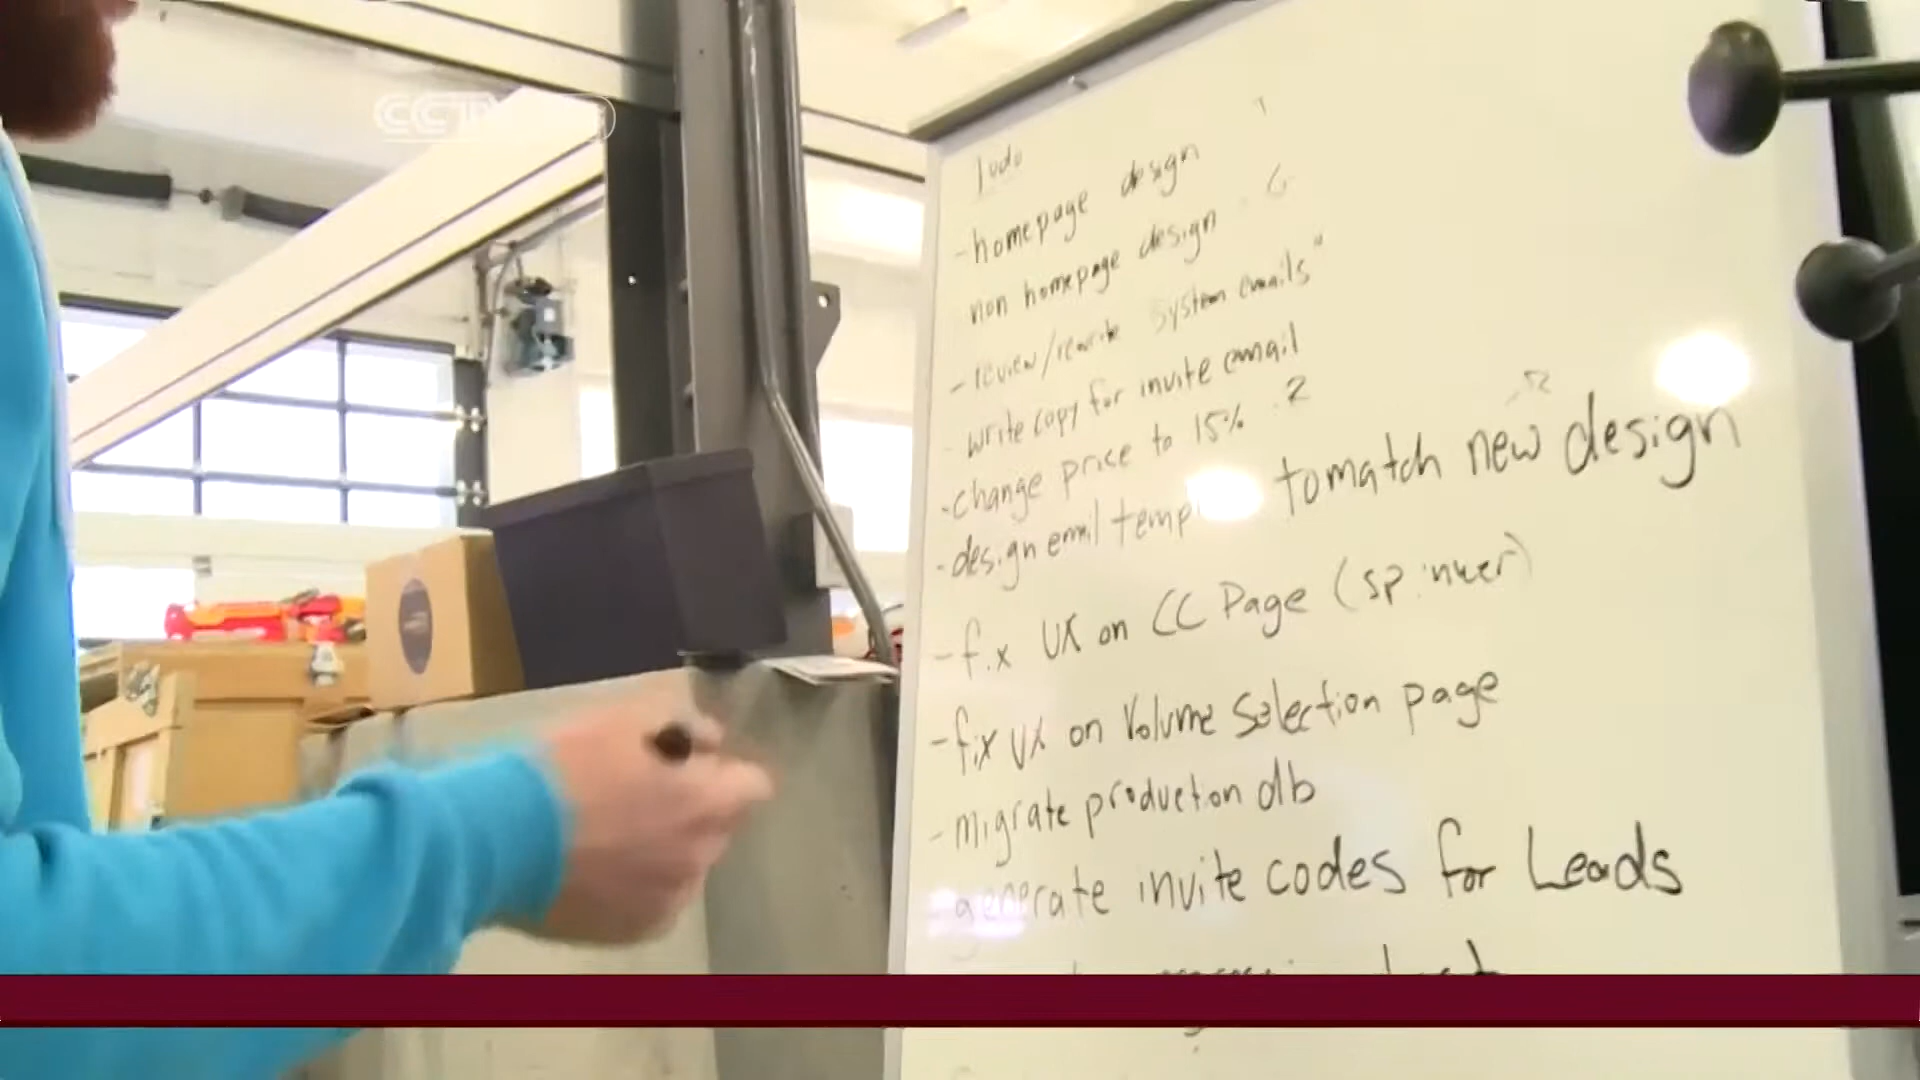 CCTV
Todo
- homepage design
non homepage design
- review/rewrite system emails"
- write copy for invite email
- change price to 15% .2
- design email temp tomatch new design
- fix UX on CC Page (spinner)
- fix UX on Volume Selection page
- migrate production db
- generate invite codes for Leads